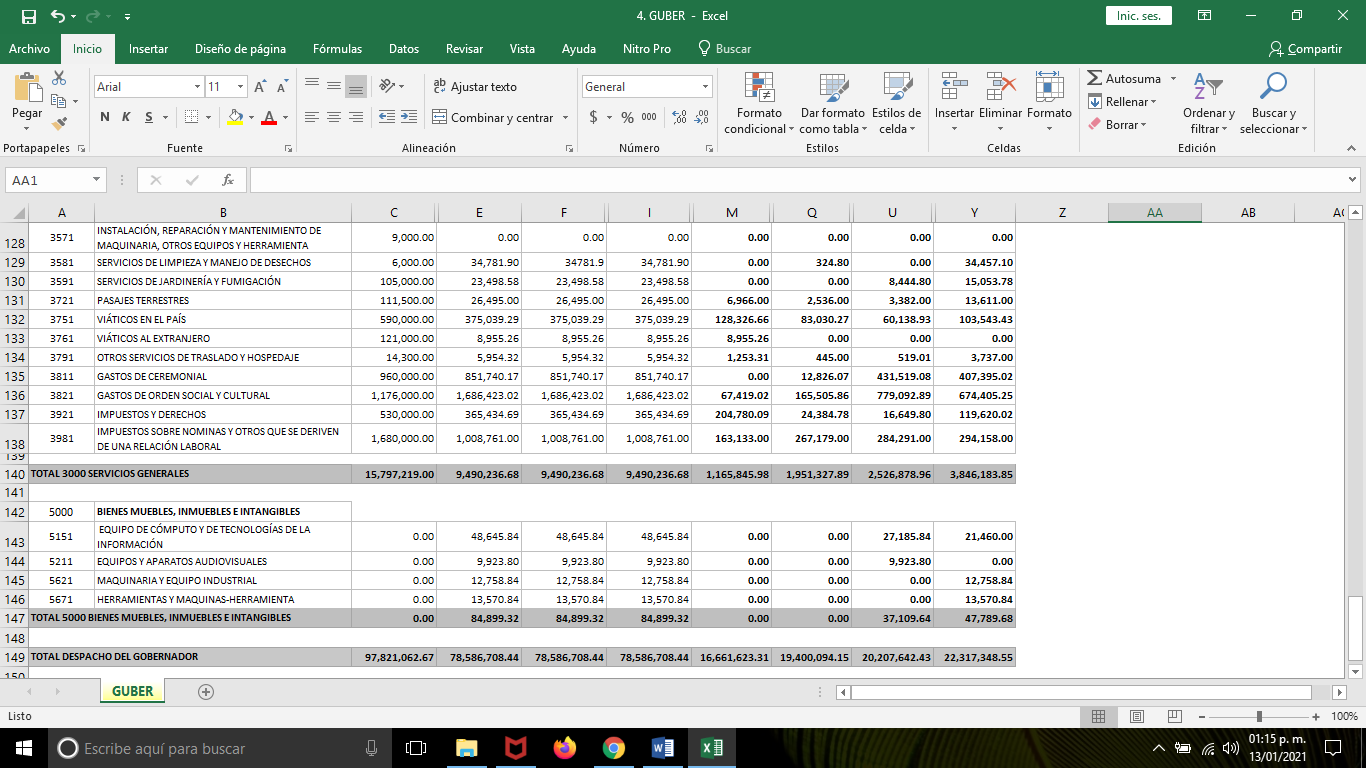 4. GUBER - Excel
Inic. ses.
Archivo Inicio Insertar Diseño de página Fórmulas Datos Revisar Vista Ayuda Nitro Pro Buscar Compartir
Pegar
Arial 11
N K S
Ajustar texto
Combinar y centrar
General
$ % 000
Formato condicional
Dar formato como tabla
Estilos de celda
Insertar Eliminar Formato
Autosuma
Rellenar
Borrar
Ordenar y filtrar
Buscar y seleccionar
Portapapeles Fuente Alineación Número Estilos Celdas Edición
AA1 fx
A B C E F I M Q U Y Z AA AB AC
128 3571 INSTALACIÓN, REPARACIÓN Y MANTENIMIENTO DE
MAQUINARIA, OTROS EQUIPOS Y HERRAMIENTA 9,000.00 0.00 0.00 0.00 0.00 0.00 0.00 0.00
129 3581 SERVICIOS DE LIMPIEZA Y MANEJO DE DESECHOS 6,000.00 34,781.90 34781.9 34,781.90 0.00 324.80 0.00 34,457.10
130 3591 SERVICIOS DE JARDINERÍA Y FUMIGACIÓN 105,000.00 23,498.58 23,498.58 23,498.58 0.00 0.00 8,444.80 15,053.78
131 3721 PASAJES TERRESTRES 111,500.00 26,495.00 26,495.00 26,495.00 6,966.00 2,536.00 3,382.00 13,611.00
132 3751 VIÁTICOS EN EL PAÍS 590,000.00 375,039.29 375,039.29 375,039.29 128,326.66 83,030.27 60,138.93 103,543.43
133 3761 VIÁTICOS AL EXTRANJERO 121,000.00 8,955.26 8,955.26 8,955.26 8,955.26 0.00 0.00 0.00
134 3791 OTROS SERVICIOS DE TRASLADO Y HOSPEDAJE 14,300.00 5,954.32 5,954.32 5,954.32 1,253.31 445.00 519.01 3,737.00
135 3811 GASTOS DE CEREMONIAL 960,000.00 851,740.17 851,740.17 851,740.17 0.00 12,826.07 431,519.08 407,395.02
136 3821 GASTOS DE ORDEN SOCIAL Y CULTURAL 1,176,000.00 1,686,423.02 1,686,423.02 1,686,423.02 67,419.02 165,505.86 779,092.89 674,405.25
137 3921 IMPUESTOS Y DERECHOS 530,000.00 365,434.69 365,434.69 365,434.69 204,780.09 24,384.78 16,649.80 119,620.02
138 3981 IMPUESTOS SOBRE NOMINAS Y OTROS QUE SE DERIVEN
DE UNA RELACIÓN LABORAL 1,680,000.00 1,008,761.00 1,008,761.00 1,008,761.00 163,133.00 267,179.00 284,291.00 294,158.00
139
140 TOTAL 3000 SERVICIOS GENERALES 15,797,219.00 9,490,236.68 9,490,236.68 9,490,236.68 1,165,845.98 1,951,327.89 2,526,878.96 3,846,183.85
141
142 5000 BIENES MUEBLES, INMUEBLES E INTANGIBLES
143 5151 EQUIPO DE CÓMPUTO Y DE TECNOLOGÍAS DE LA
INFORMACIÓN 0.00 48,645.84 48,645.84 48,645.84 0.00 0.00 27,185.84 21,460.00
144 5211 EQUIPOS Y APARATOS AUDIOVISUALES 0.00 9,923.80 9,923.80 9,923.80 0.00 0.00 9,923.80 0.00
145 5621 MAQUINARIA Y EQUIPO INDUSTRIAL 0.00 12,758.84 12,758.84 12,758.84 0.00 0.00 0.00 12,758.84
146 5671 HERRAMIENTAS Y MAQUINAS-HERRAMIENTA 0.00 13,570.84 13,570.84 13,570.84 0.00 0.00 0.00 13,570.84
147 TOTAL 5000 BIENES MUEBLES, INMUEBLES E INTANGIBLES 0.00 84,899.32 84,899.32 84,899.32 0.00 0.00 37,109.64 47,789.68
148
149 TOTAL DESPACHO DEL GOBERNADOR 97,821,062.67 78,586,708.44 78,586,708.44 78,586,708.44 16,661,623.31 19,400,094.15 20,207,642.43 22,317,348.55
150
GUBER
Listo 100%
Escribe aquí para buscar
01:15 p. m.
13/01/2021